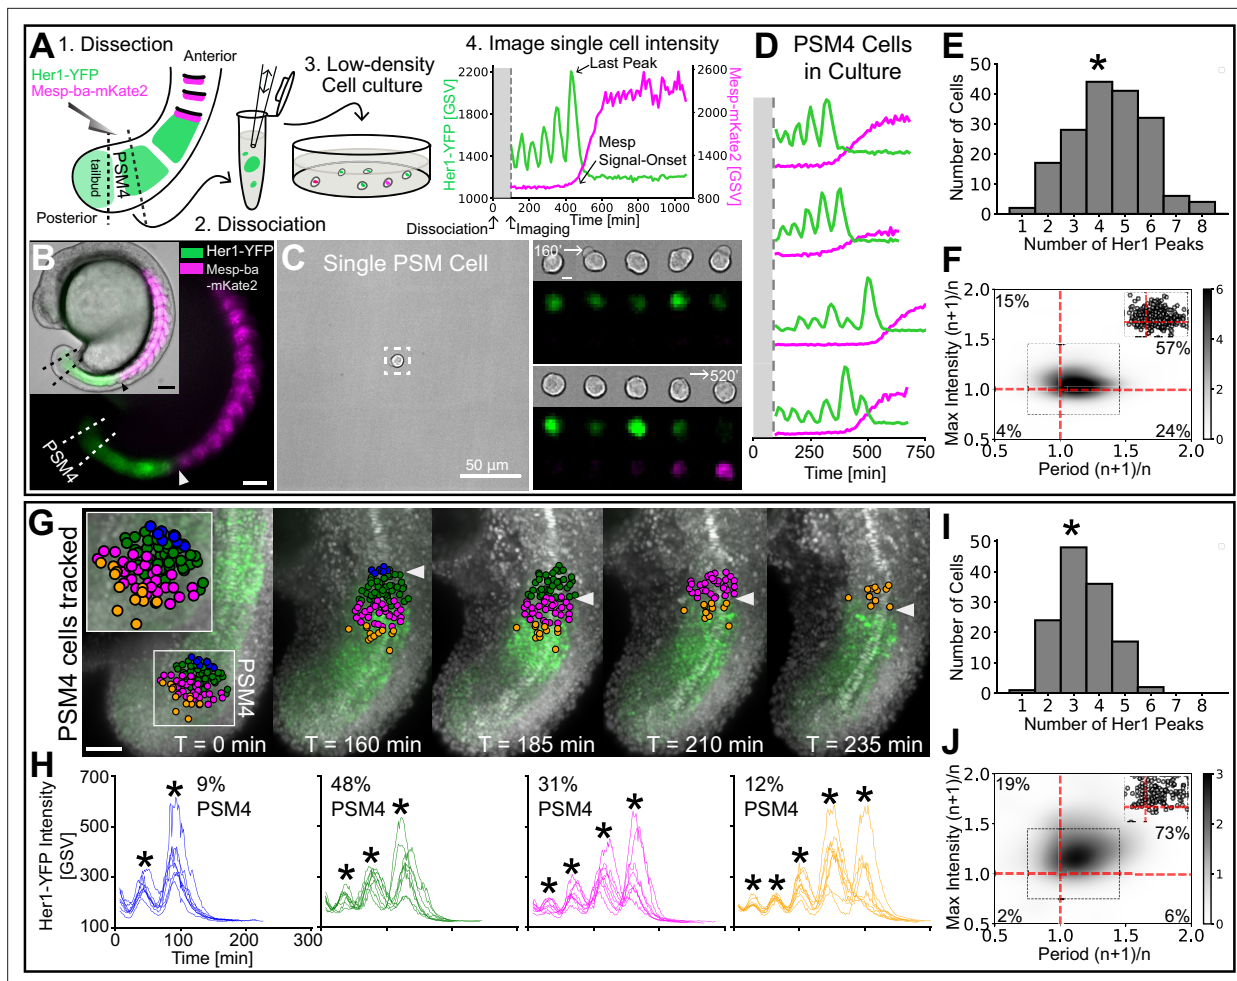 A
1. Dissection
Her1-YFP
Mesp-ba-mKate2
Anterior
tailbud
PSM4
Posterior
2. Dissociation
3. Low-density
Cell culture
4. Image single cell intensity
Last Peak
Mesp
Signal-Onset
Her1-YFP [GSV]
2200
1800
1400
1000
Mesp-mKate2 [GSV]
2600
2000
1400
800
0 200 400 600 800 1000
Time [min]
Dissociation
Imaging
B
Her1-YFP
Mesp-ba
-mKate2
PSM4
C
Single PSM Cell
50 µm
160'
520'
D
PSM4 Cells
in Culture
0 250 500 750
Time [min]
E
*
Number of Cells
50
40
30
20
10
0
1 2 3 4 5 6 7 8
Number of Her1 Peaks
F
Max Intensity (n+1)/n
2.0
1.5
1.0
0.5
15%
57%
4%
24%
0.5 1.0 1.5 2.0
Period (n+1)/n
6
4
2
0
G
PSM4 cells tracked
PSM4
T = 0 min
T = 160 min
T = 185 min
T = 210 min
T = 235 min
H
Her1-YFP Intensity
[GSV]
700
500
300
100
9%
PSM4
* *
0 100 200 300
Time [min]
48%
PSM4
* * *
31%
PSM4
* * * *
12%
PSM4
* * * * *
I
*
Number of Cells
50
40
30
20
10
0
1 2 3 4 5 6 7 8
Number of Her1 Peaks
J
Max Intensity (n+1)/n
2.0
1.5
1.0
0.5
19%
73%
2%
6%
0.5 1.0 1.5 2.0
Period (n+1)/n
3
2
1
0